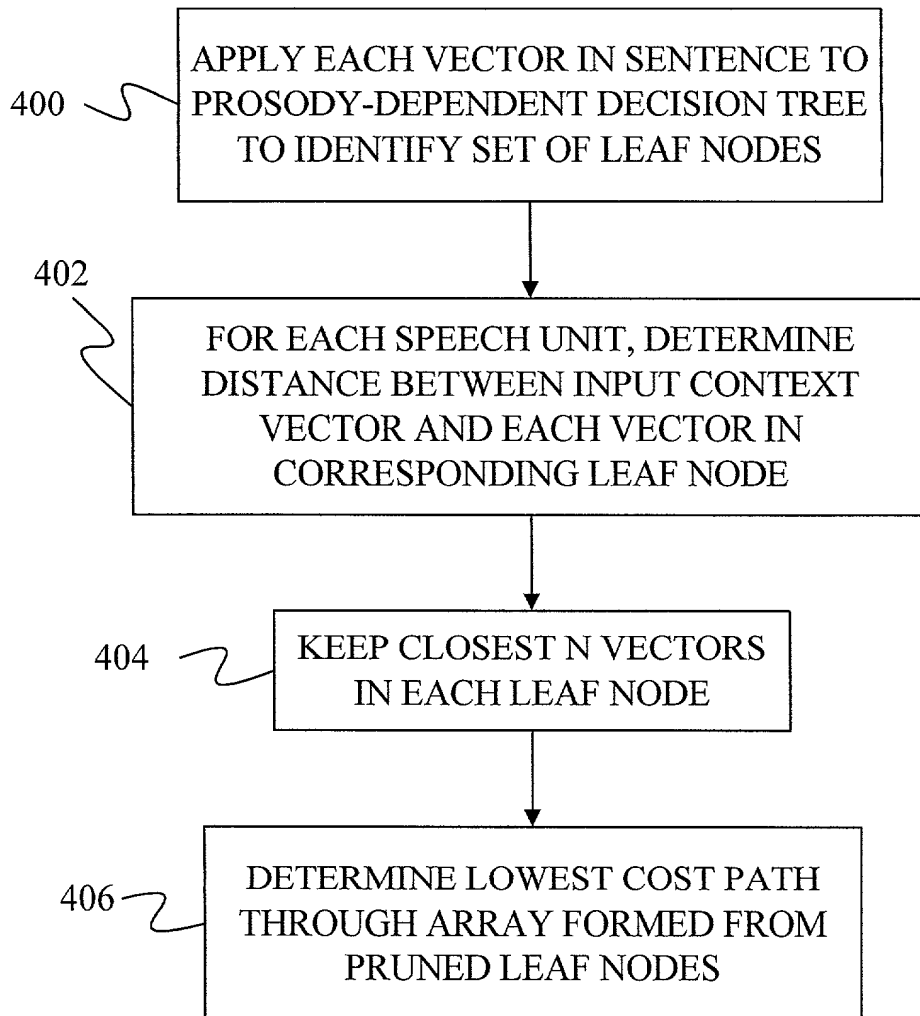 400
APPLY EACH VECTOR IN SENTENCE TO
PROSODY-DEPENDENT DECISION TREE
TO IDENTIFY SET OF LEAF NODES
402
FOR EACH SPEECH UNIT, DETERMINE
DISTANCE BETWEEN INPUT CONTEXT
VECTOR AND EACH VECTOR IN
CORRESPONDING LEAF NODE
404
KEEP CLOSEST N VECTORS
IN EACH LEAF NODE
406
DETERMINE LOWEST COST PATH
THROUGH ARRAY FORMED FROM
PRUNED LEAF NODES